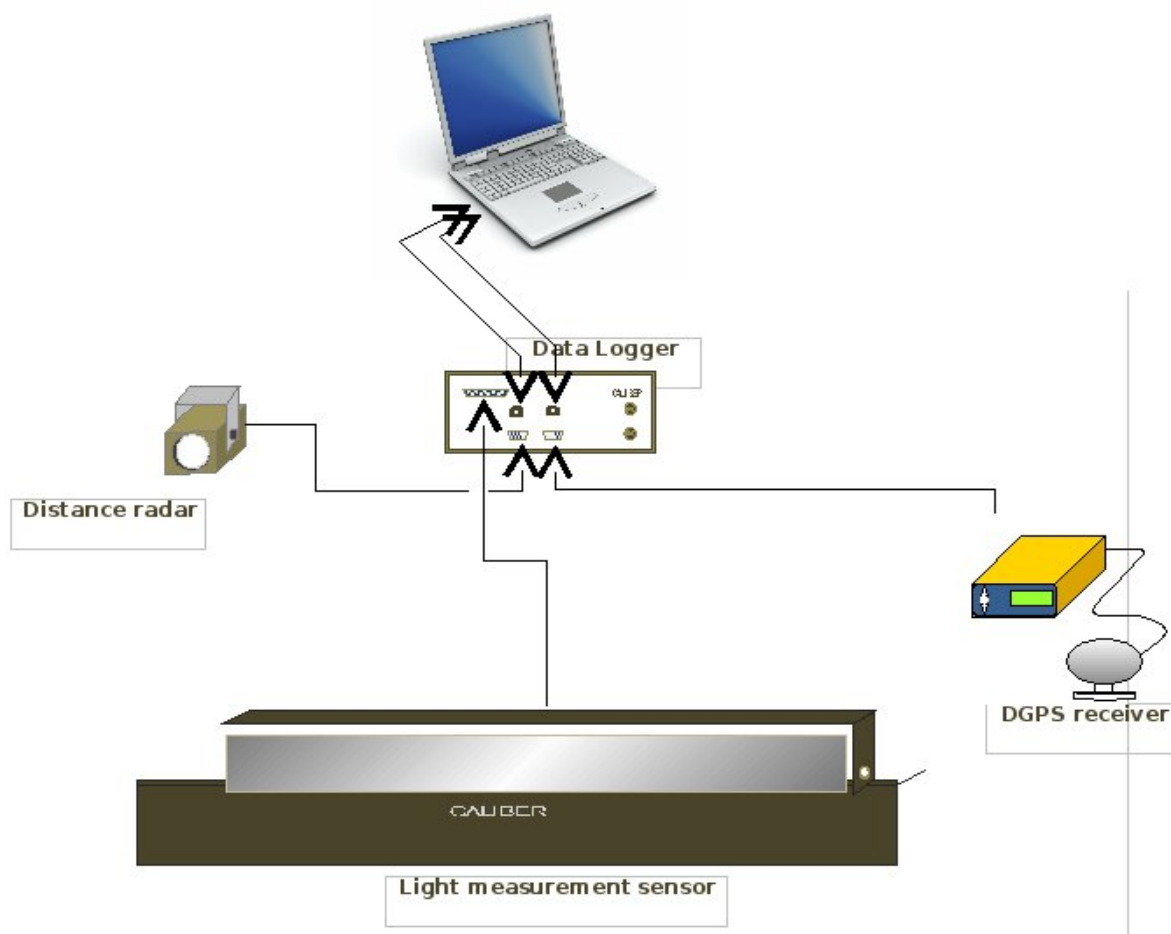 Data Logger
Distance radar
DGPS receiver
CALIBER
Light measurement sensor